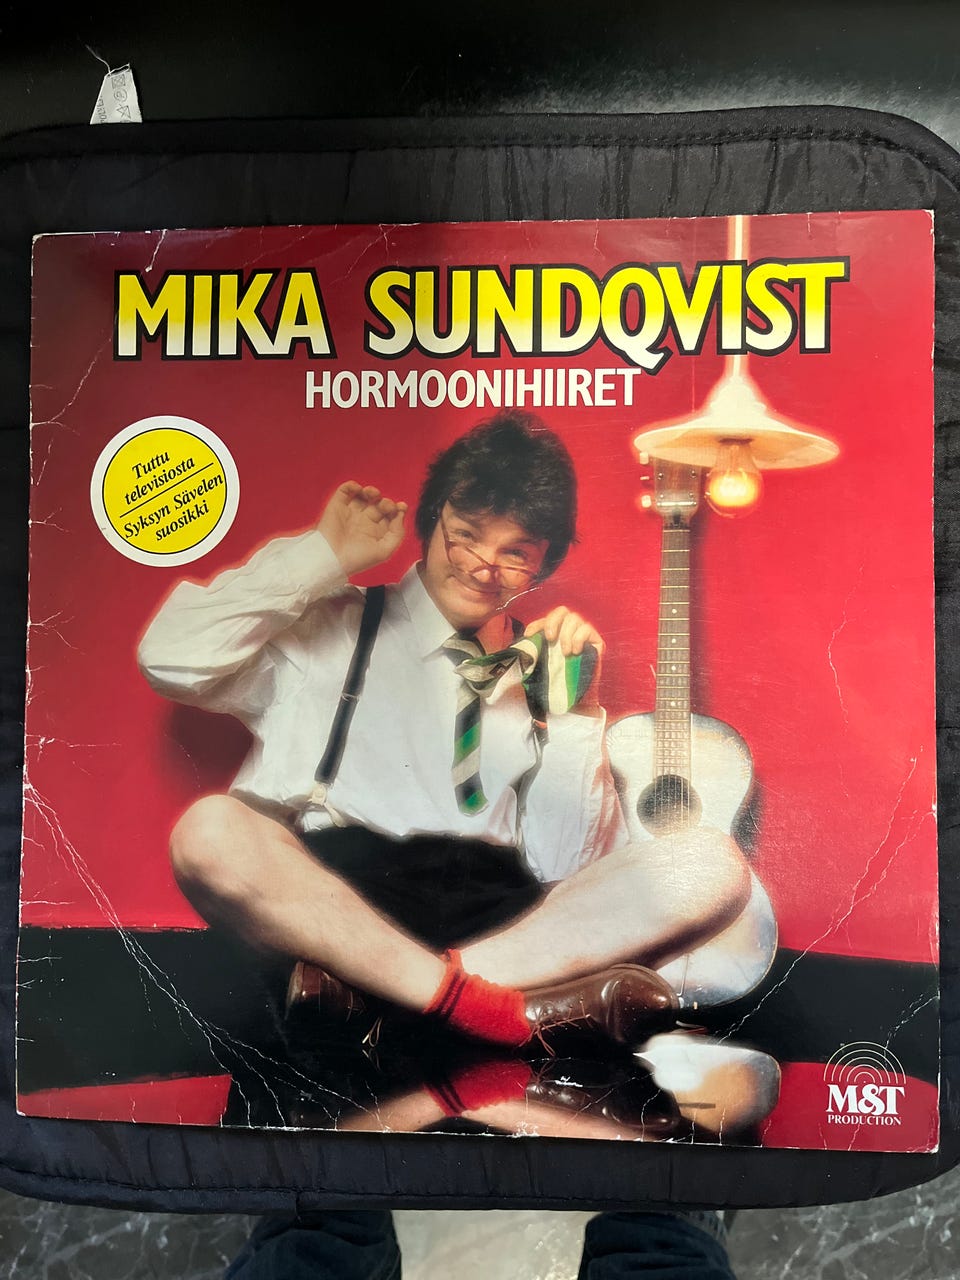 MIKA SUNDQVIST
HORMOONIHIIRET
Tuttu
televisiosta
Syksyn Sävelen
suosikki
M&T
PRODUCTION